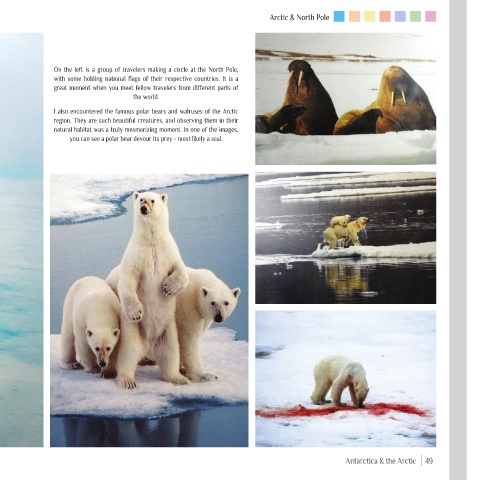 Arctic & North Pole
On the left is a group of travelers making a circle at the North Pole,
with some holding national flags of their respective countries. It is a
great moment when you meet fellow travelers from different parts of
the world.
I also encountered the famous polar bears and walruses of the Arctic
region. They are such beautiful creatures, and observing them in their
natural habitat was a truly mesmerizing moment. In one of the images,
you can see a polar bear devour its prey - most likely a seal.
Antarctica & the Arctic | 49